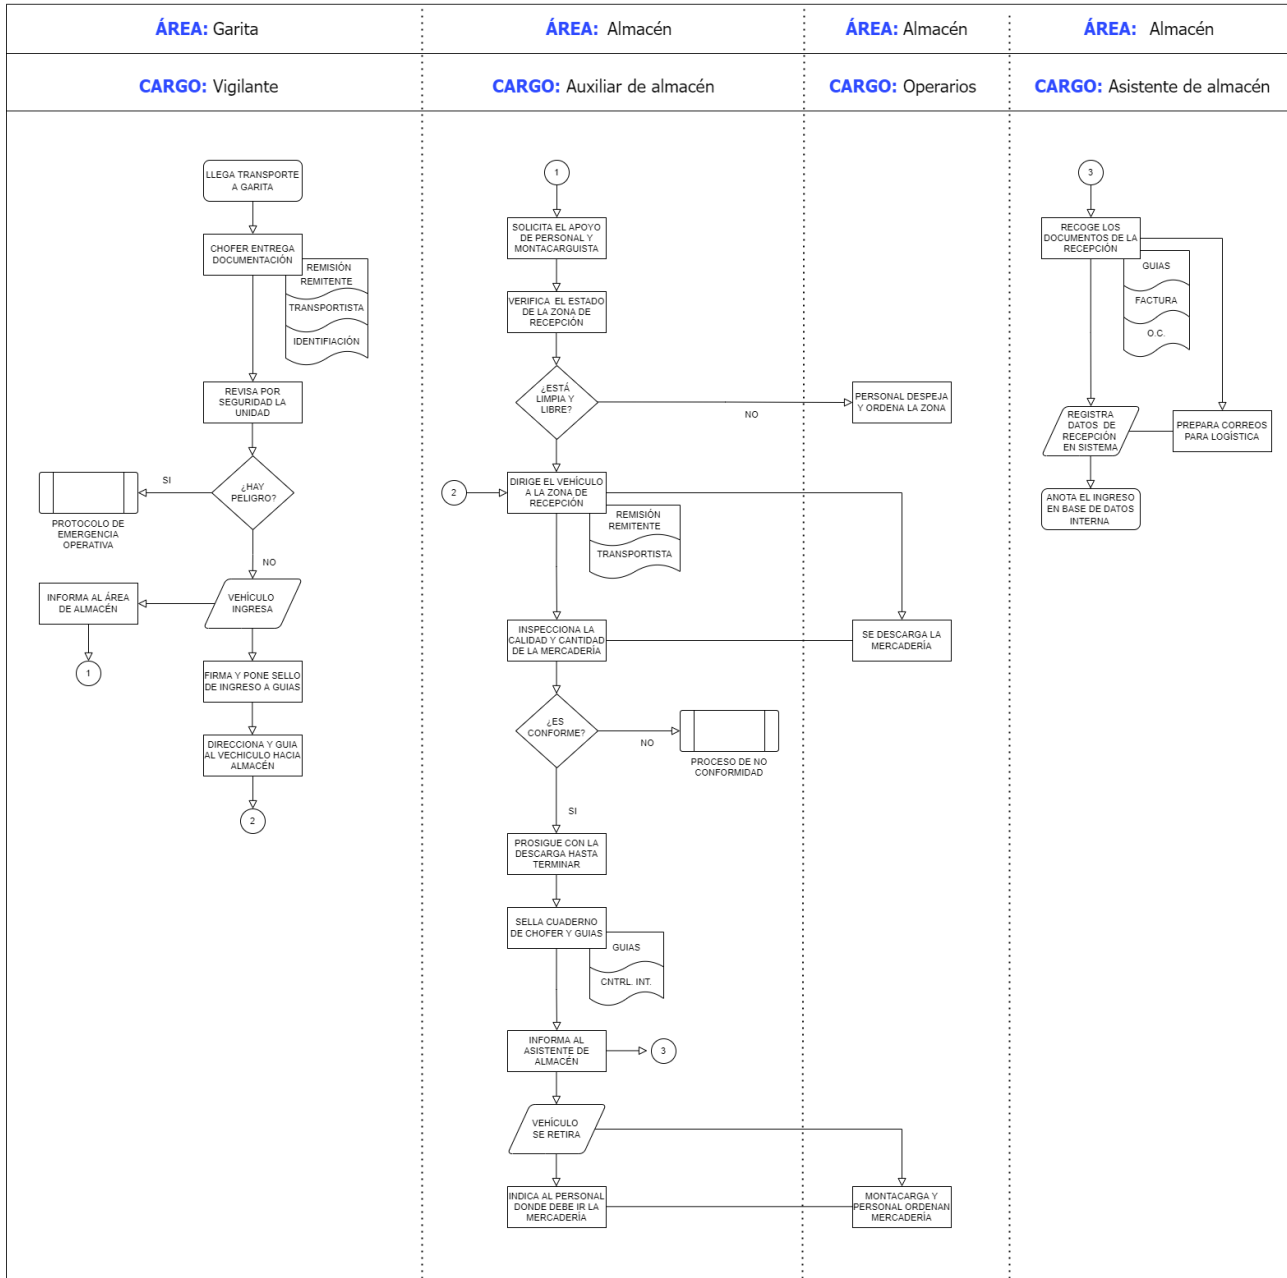 ÁREA: Garita
CARGO: Vigilante
LLEGA TRANSPORTE
A GARITA
CHOFER ENTREGA
DOCUMENTACIÓN
REMISIÓN
REMITENTE
TRANSPORTISTA
IDENTIFIACIÓN
REVISA POR
SEGURIDAD LA
UNIDAD
¿HAY
PELIGRO?
SI
PROTOCOLO DE
EMERGENCIA
OPERATIVA
NO
VEHÍCULO
INGRESA
INFORMA AL ÁREA
DE ALMACÉN
1
FIRMA Y PONE SELLO
DE INGRESO A GUIAS
DIRECCIONA Y GUIA
AL VECHICULO HACIA
ALMACÉN
2
ÁREA: Almacén
CARGO: Auxiliar de almacén
1
SOLICITA EL APOYO
DE PERSONAL Y
MONTACARGUISTA
VERIFICA EL ESTADO
DE LA ZONA DE
RECEPCIÓN
¿ESTÁ
LIMPIA Y
LIBRE?
NO
2
DIRIGE EL VEHÍCULO
A LA ZONA DE
RECEPCIÓN
REMISIÓN
REMITENTE
TRANSPORTISTA
INSPECCIONA LA
CALIDAD Y CANTIDAD
DE LA MERCADERÍA
¿ES
CONFORME?
NO
PROCESO DE NO
CONFORMIDAD
SI
PROSIGUE CON LA
DESCARGA HASTA
TERMINAR
SELLA CUADERNO
DE CHOFER Y GUIAS
GUIAS
CNTRL. INT.
INFORMA AL
ASISTENTE DE
ALMACÉN
3
VEHÍCULO
SE RETIRA
INDICA AL PERSONAL
DONDE DEBE IR LA
MERCADERÍA
ÁREA: Almacén
CARGO: Operarios
PERSONAL DESPEJA
Y ORDENA LA ZONA
SE DESCARGA LA
MERCADERÍA
MONTACARGA Y
PERSONAL ORDENAN
MERCADERÍA
ÁREA: Almacén
CARGO: Asistente de almacén
3
RECOGE LOS
DOCUMENTOS DE LA
RECEPCIÓN
GUIAS
FACTURA
O.C.
REGISTRA
DATOS DE
RECEPCIÓN
EN SISTEMA
PREPARA CORREOS
PARA LOGÍSTICA
ANOTA EL INGRESO
EN BASE DE DATOS
INTERNA